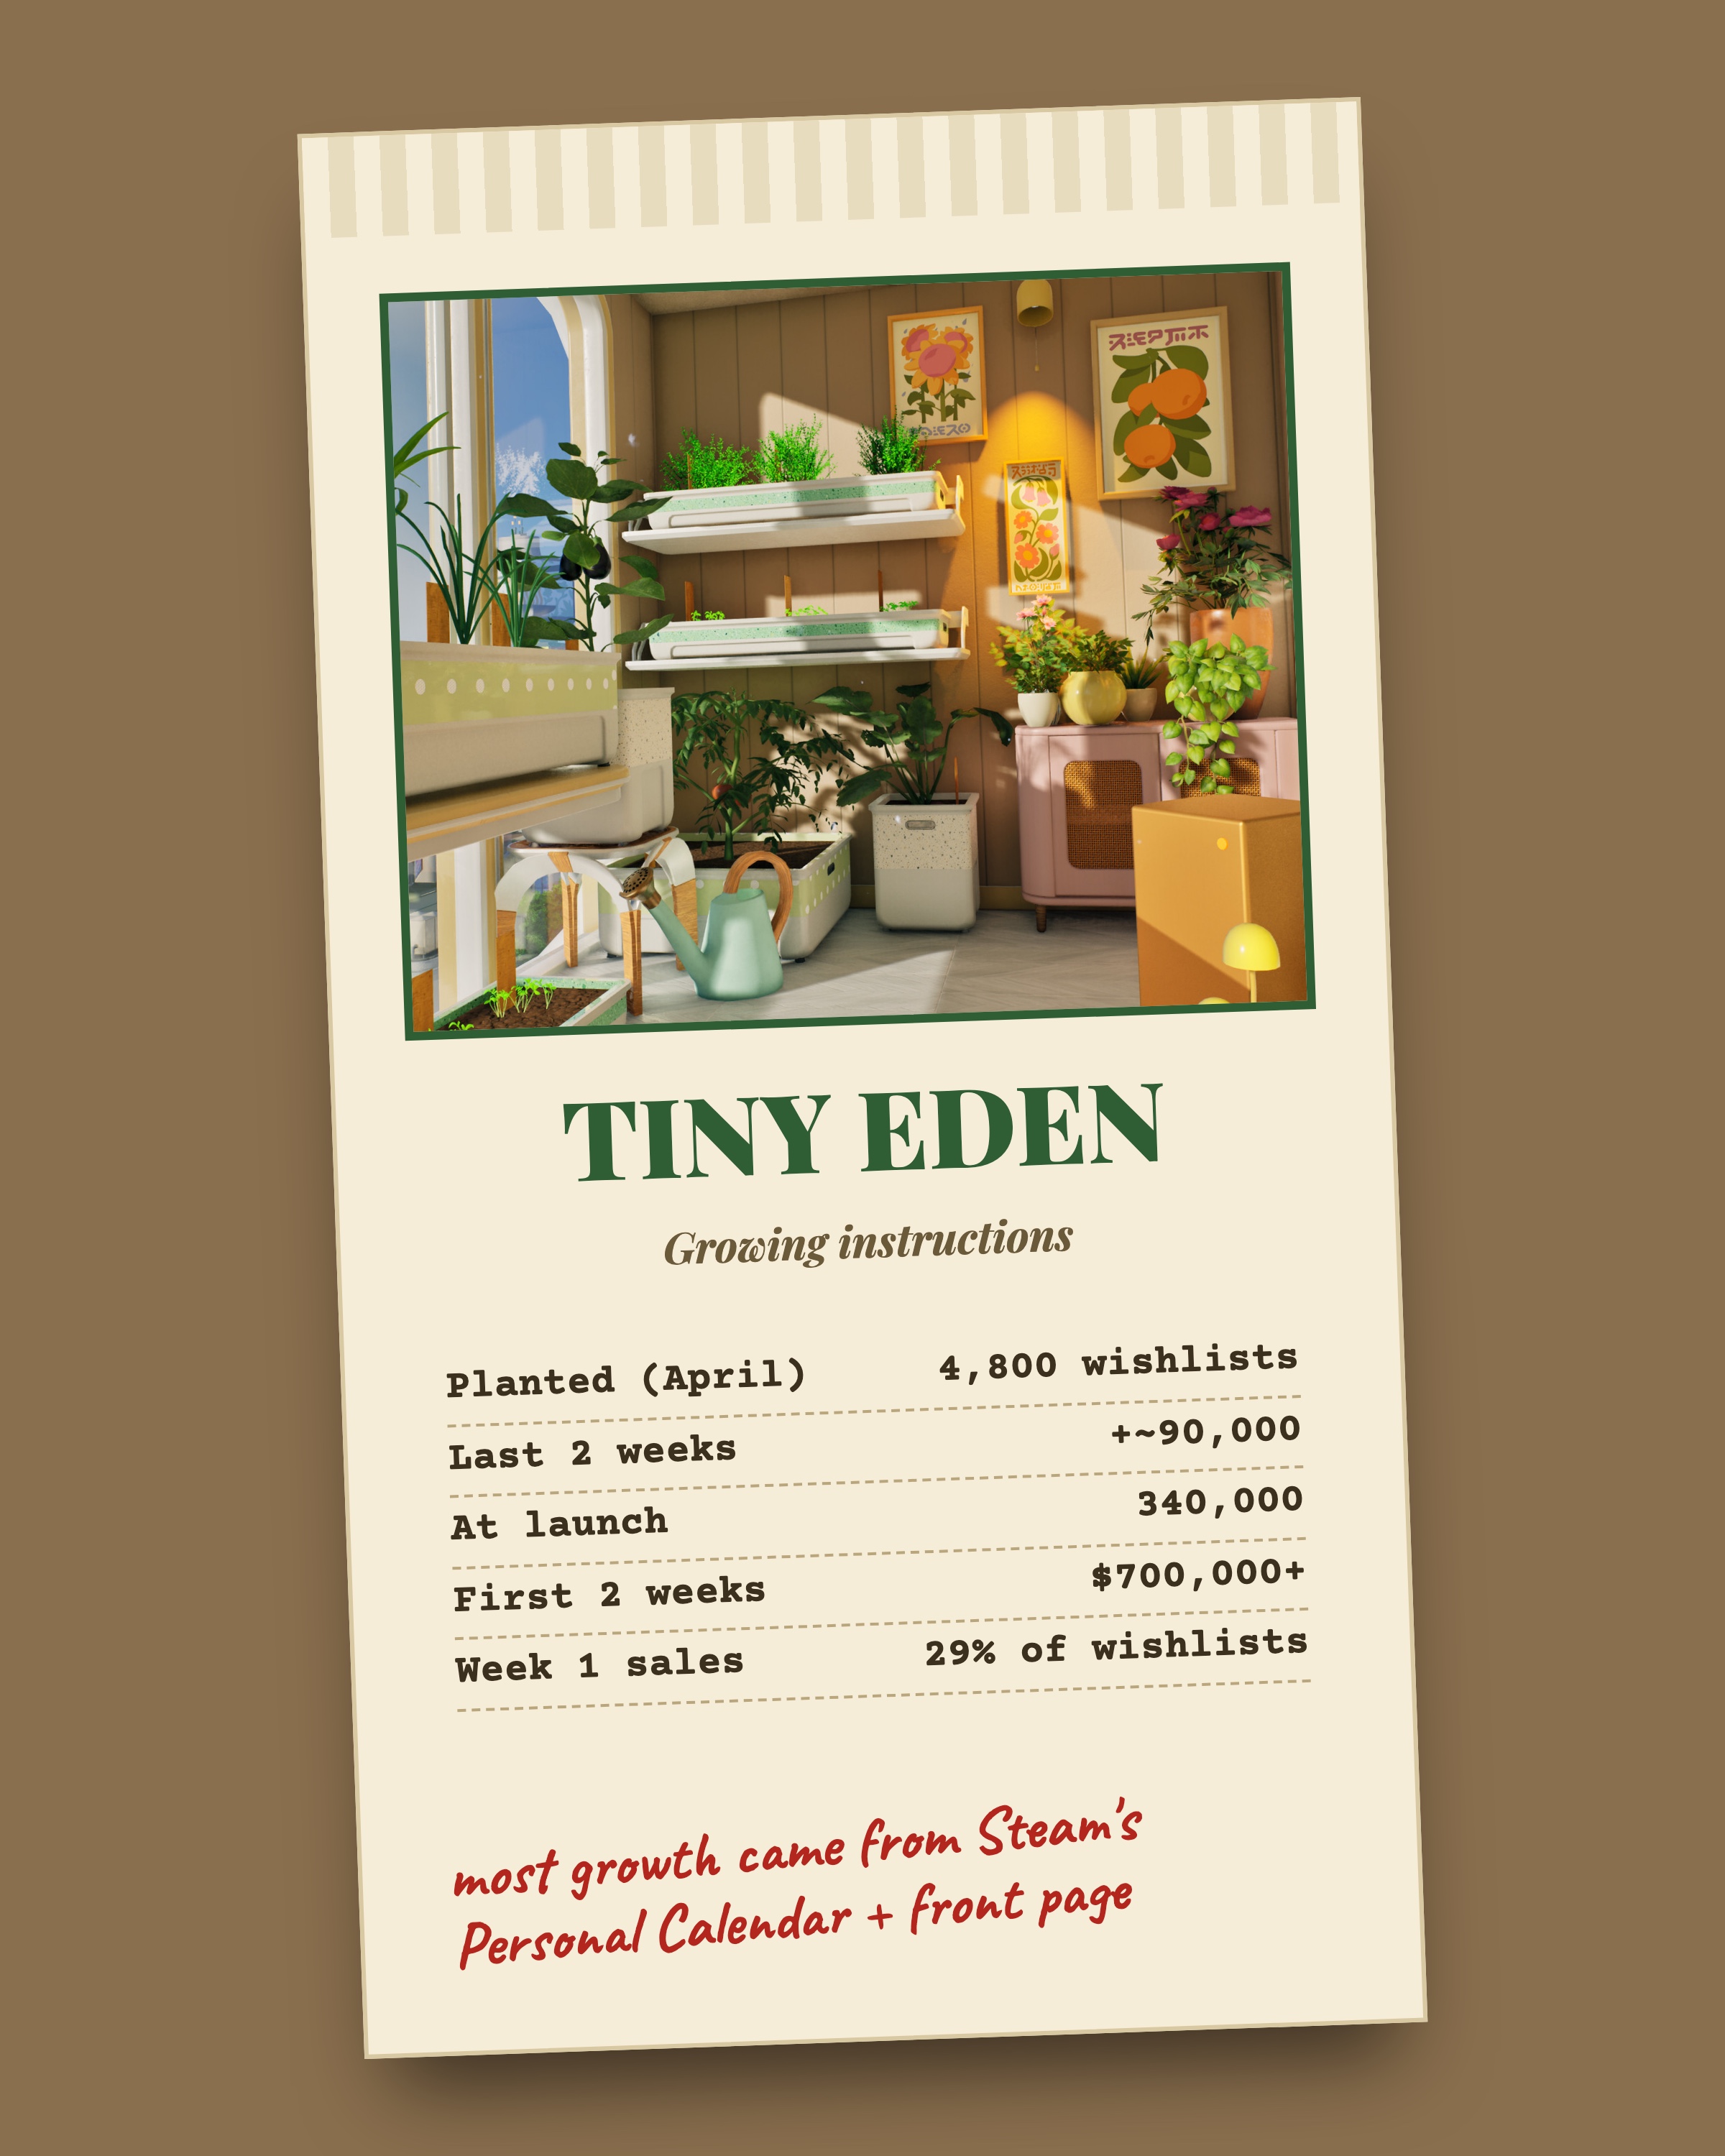 TINY EDEN
Growing instructions
Planted (April) 4,800 wishlists
Last 2 weeks +~90,000
At launch 340,000
First 2 weeks $700,000+
Week 1 sales 29% of wishlists
most growth came from Steam's
Personal Calendar + front page